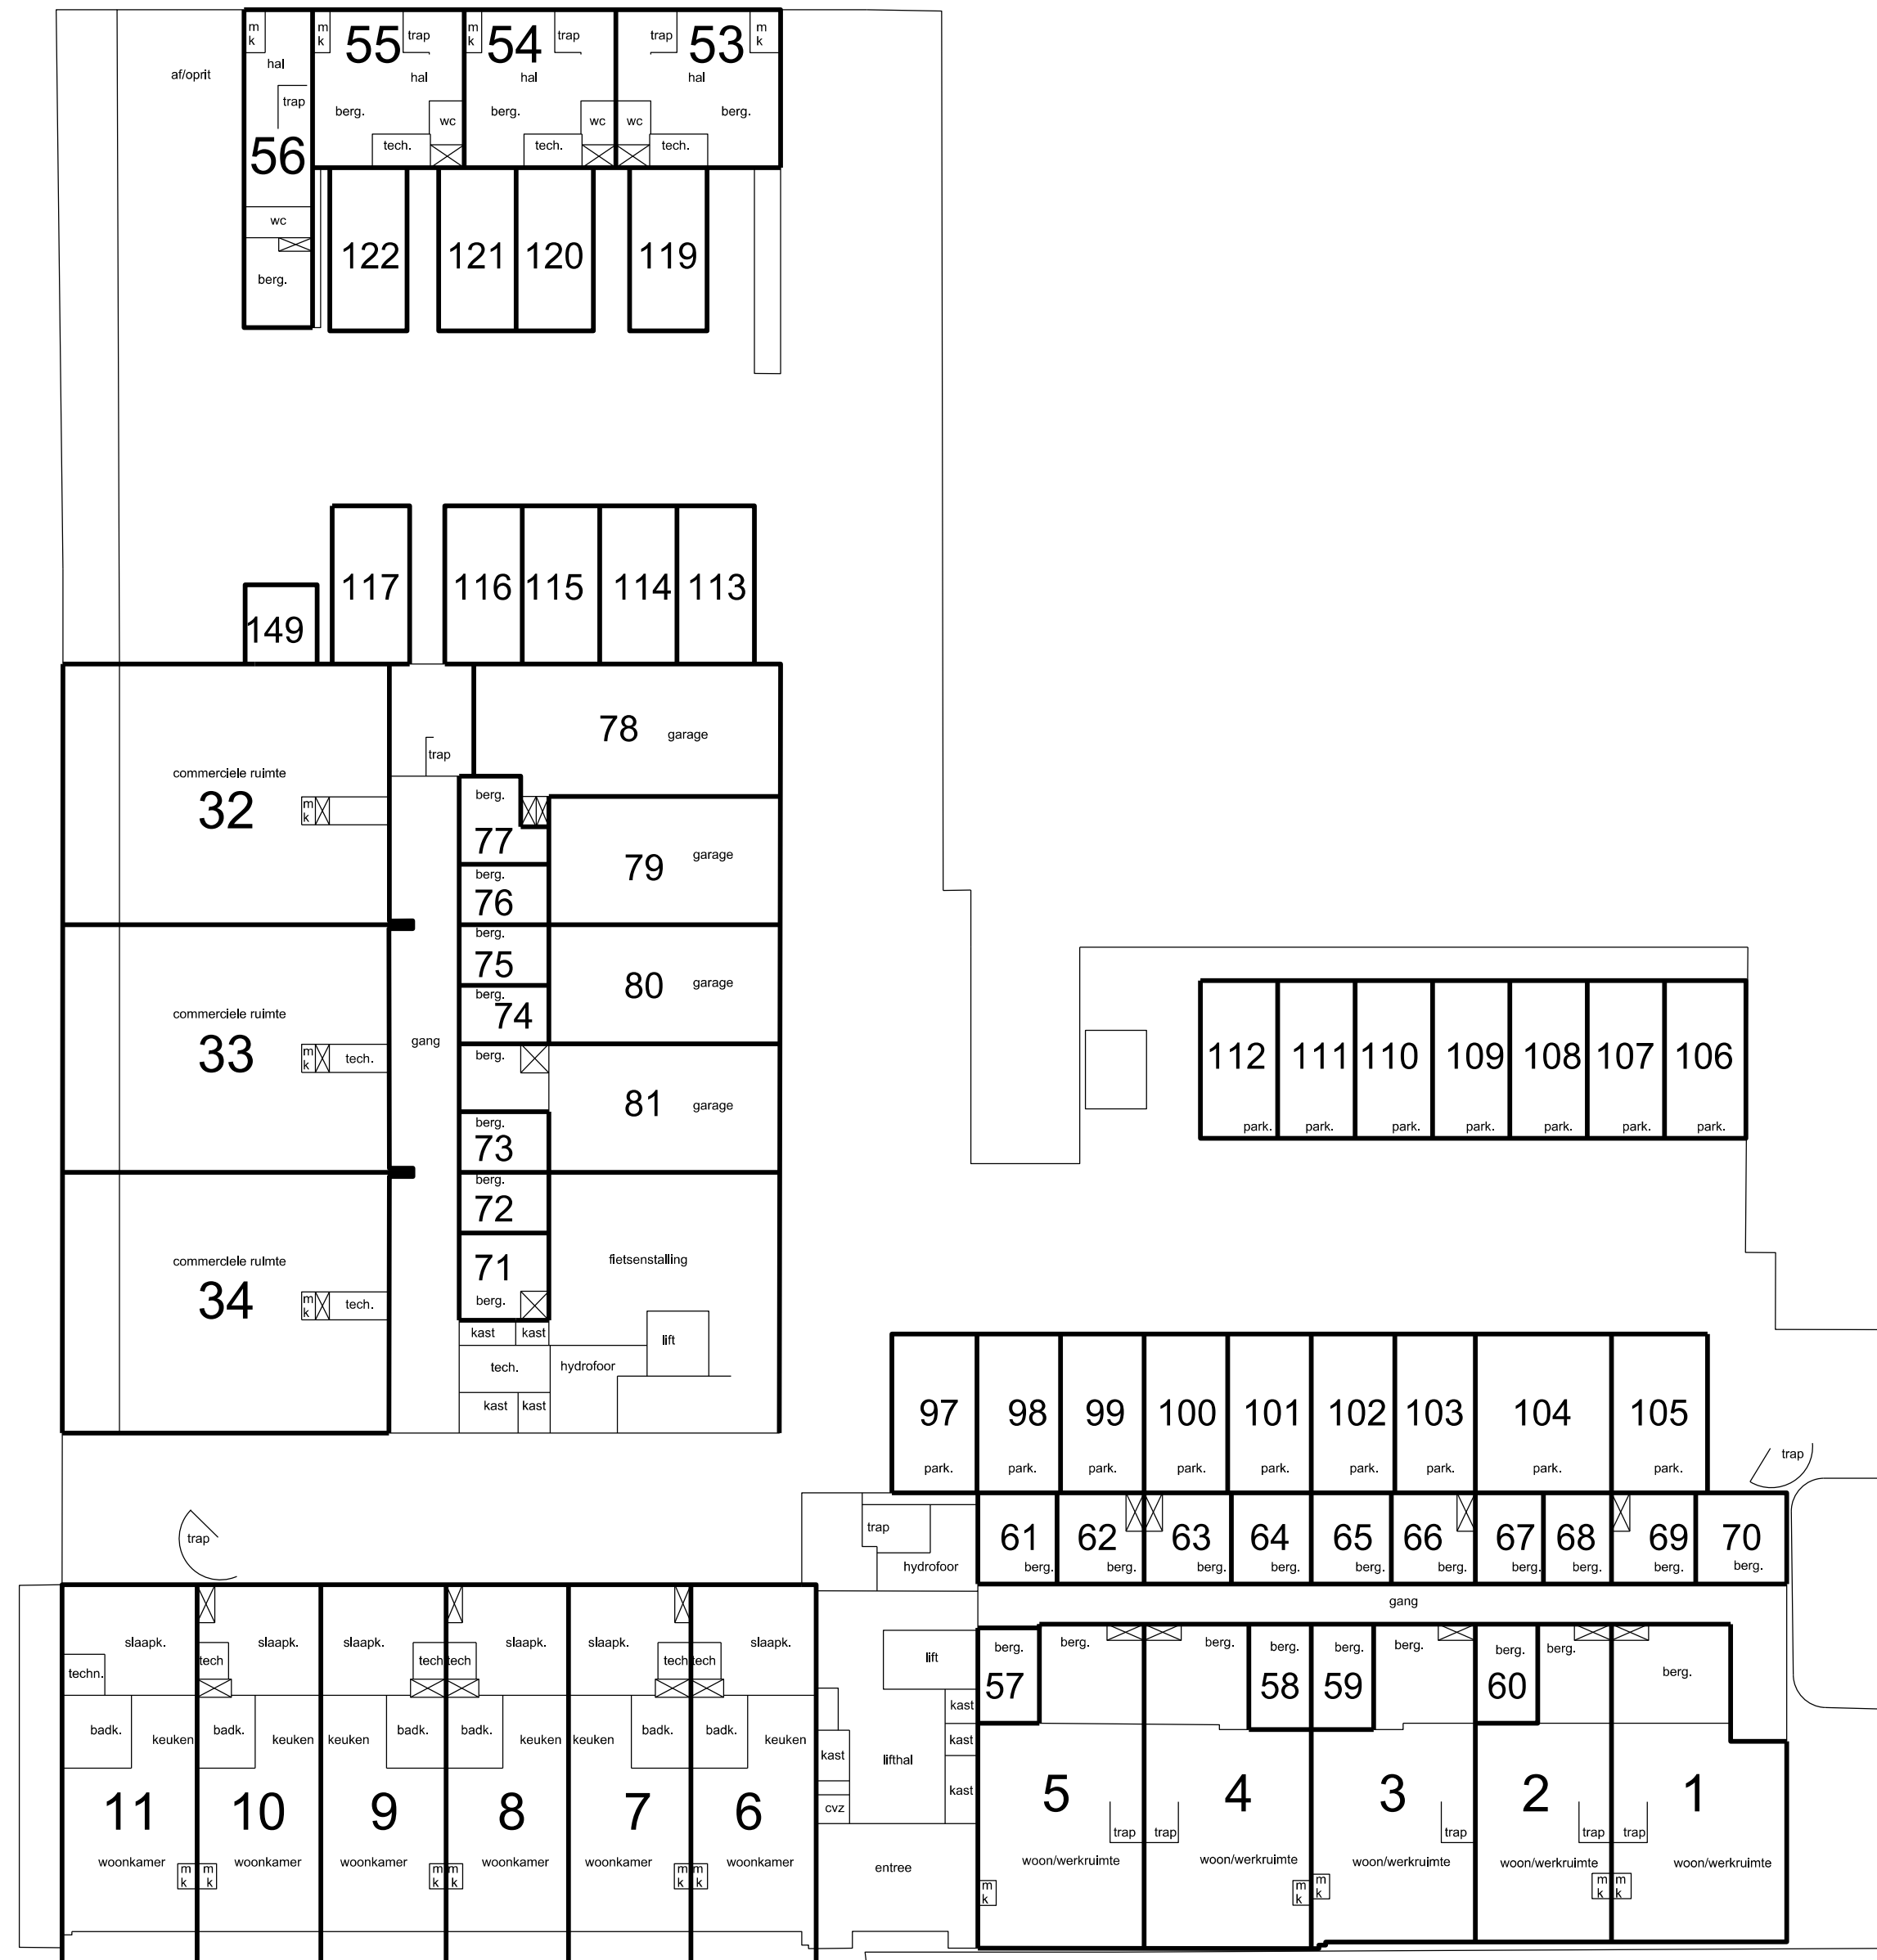 m
k
m
k
55
trap
m
k
54
trap
trap
53
m
k
af/oprit
hal
hal
hal
hal
trap
berg.
berg.
berg.
wc
wc
wc
56
tech.
tech.
tech.
wc
berg.
122
121
120
119
117
116
115
114
113
149
78
garage
trap
commerciele ruimte
32
m
k
berg.
77
79
garage
berg.
76
berg.
75
80
garage
berg.
74
commerciele ruimte
33
m
k
tech.
gang
berg.
81
garage
berg.
73
112
111
110
109
108
107
106
park.
park.
park.
park.
park.
park.
park.
berg.
72
commerciele ruimte
34
m
k
tech.
71
berg.
fietsenstalling
kast
kast
lift
tech.
hydrofoor
kast
kast
97
98
99
100
101
102
103
104
105
park.
park.
park.
park.
park.
park.
park.
park.
park.
trap
trap
trap
hydrofoor
61
62
63
64
65
66
67
68
69
70
berg.
berg.
berg.
berg.
berg.
berg.
berg.
berg.
berg.
berg.
gang
slaapk.
slaapk.
slaapk.
slaapk.
slaapk.
slaapk.
techn.
tech
tech
tech
tech
tech
lift
berg.
57
berg.
berg.
berg.
58
berg.
59
berg.
berg.
60
berg.
berg.
badk.
keuken
badk.
keuken
keuken
badk.
badk.
keuken
keuken
badk.
badk.
keuken
kast
kast
kast
kast
lifthal
cvz
11
10
9
8
7
6
5
4
3
2
1
trap
trap
trap
trap
trap
woonkamer
woonkamer
woonkamer
woonkamer
woonkamer
woonkamer
entree
woon/werkruimte
woon/werkruimte
woon/werkruimte
woon/werkruimte
woon/werkruimte
m
k
m
k
m
k
m
k
m
k
m
k
m
k
m
k
m
k
m
k
m
k